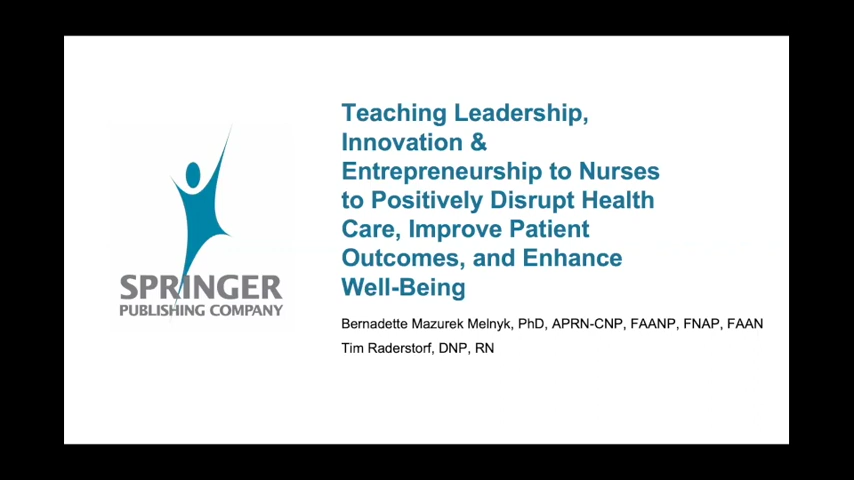 Teaching Leadership,
Innovation &
Entrepreneurship to Nurses
to Positively Disrupt Health
Care, Improve Patient
Outcomes, and Enhance
Well-Being
Bernadette Mazurek Melnyk, PhD, APRN-CNP, FAANP, FNAP, FAAN
Tim Raderstorf, DNP, RN
SPRINGER
PUBLISHING COMPANY